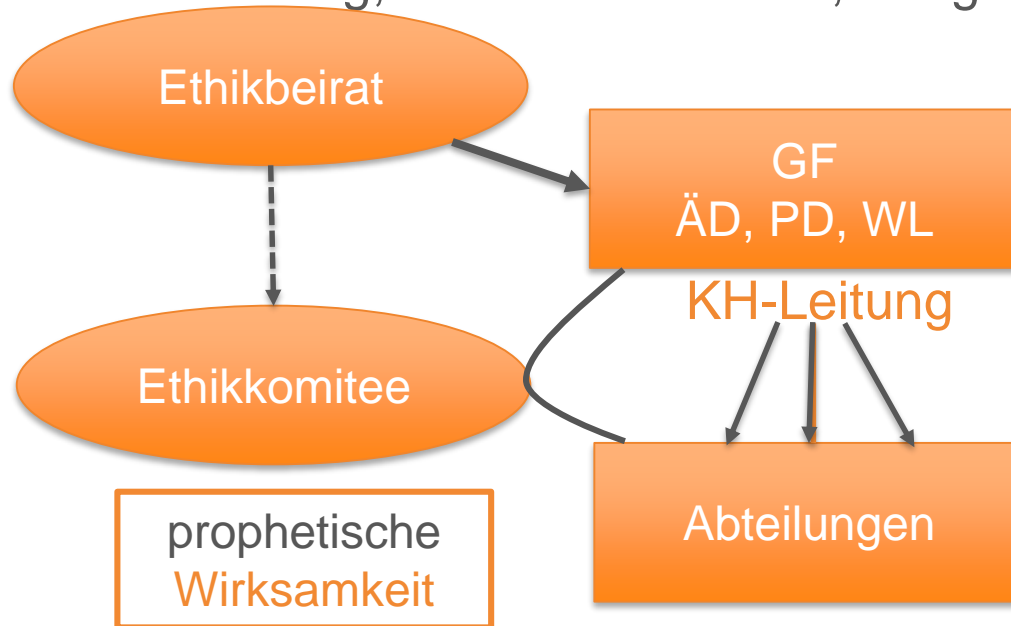 Ethikbeirat
GF
ÄD, PD, WL
KH-Leitung
Ethikkomitee
Abteilungen
prophetische
Wirksamkeit